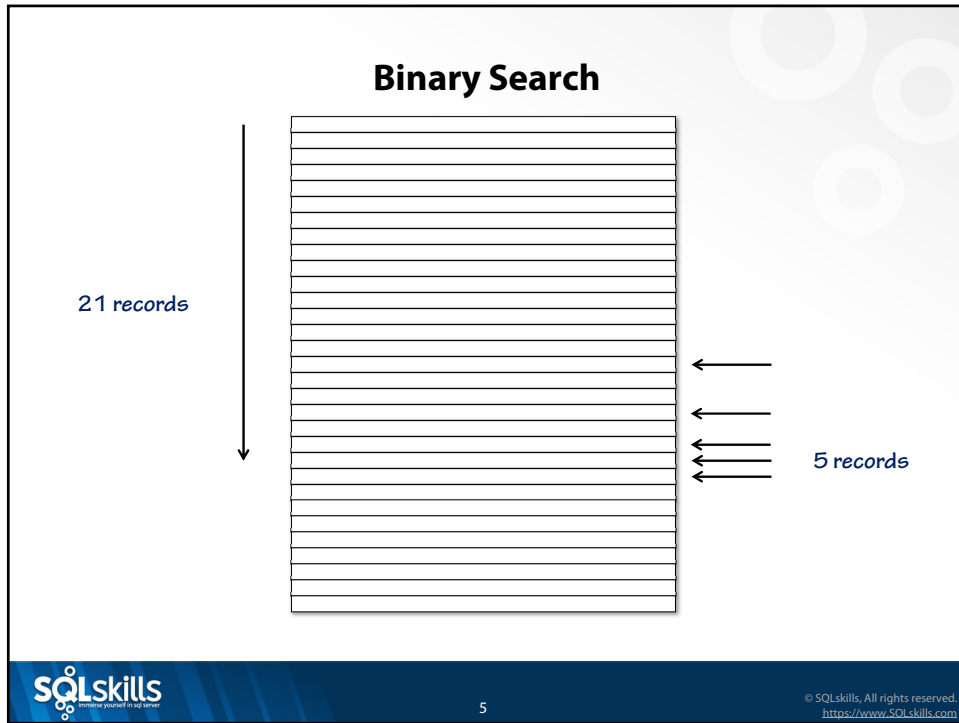 Binary Search
21 records
5 records
SQLskills
immerse yourself in sql server
5
© SQLskills, All rights reserved.
https://www.SQLskills.com